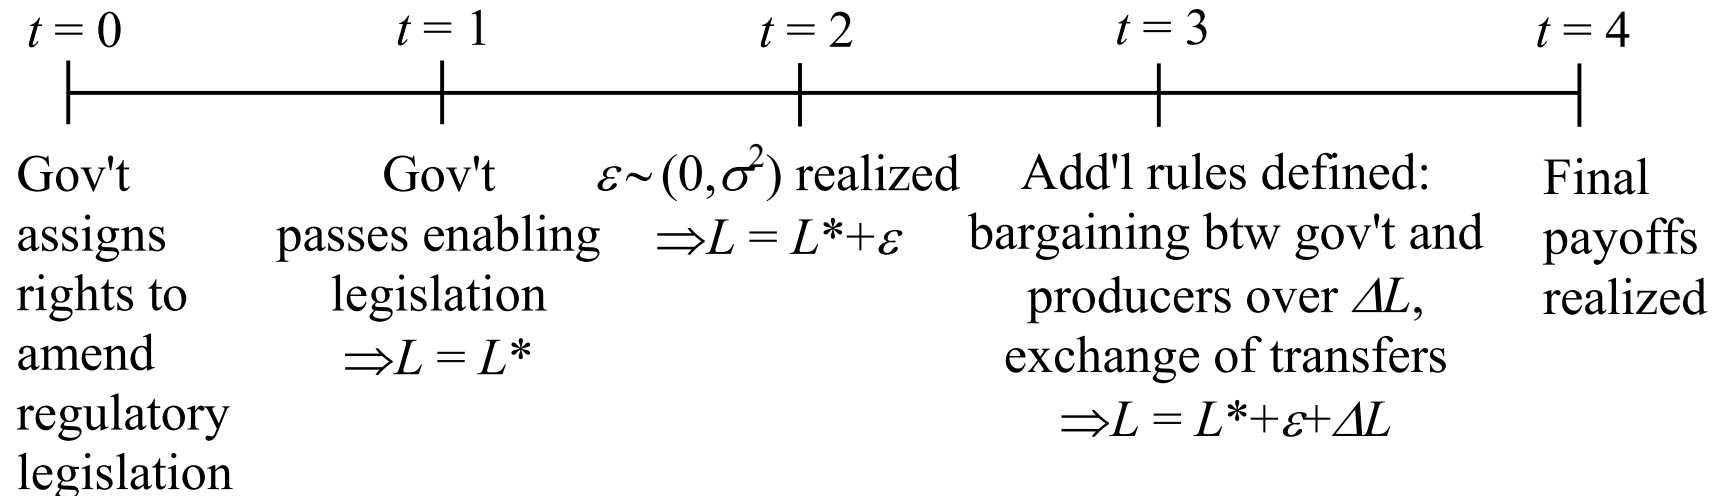 t = 0
t = 1
t = 2
t = 3
t = 4
Gov't
assigns
rights to
amend
regulatory
legislation
Gov't
passes enabling
legislation
⇒L = L*
ε~(0,σ²) realized
⇒L = L*+ε
Add'l rules defined:
bargaining btw gov't and
producers over ΔL,
exchange of transfers
⇒L = L*+ε+ΔL
Final
payoffs
realized